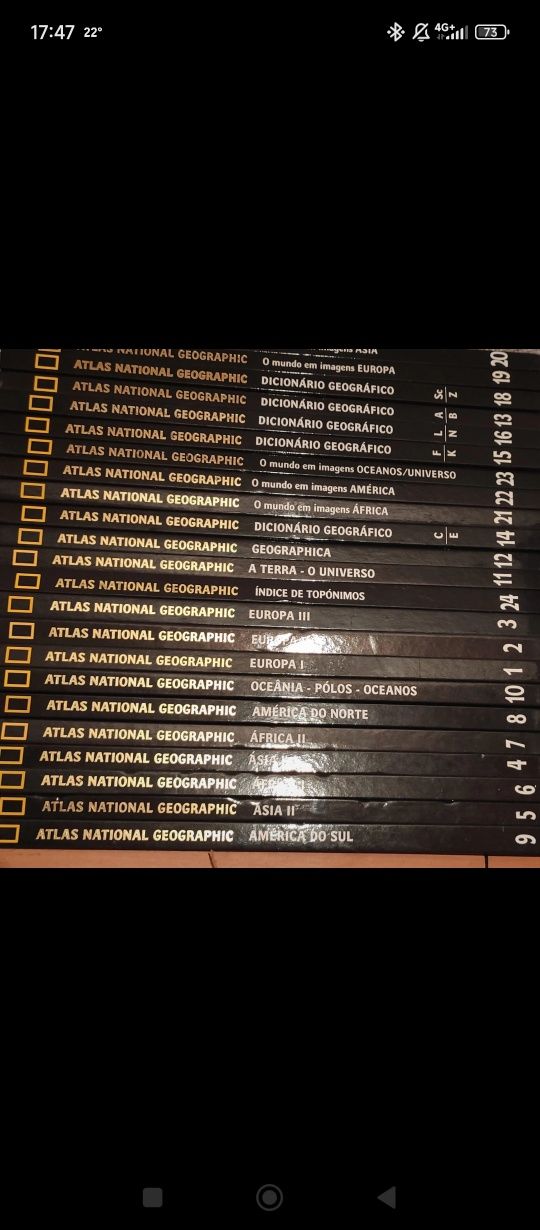 17:47 22° 4G+ 73
imagens ÁSIA 20
ATLAS NATIONAL GEOGRAPHIC O mundo em imagens EUROPA 19
ATLAS NATIONAL GEOGRAPHIC DICIONÁRIO GEOGRÁFICO Sc Z 18
ATLAS NATIONAL GEOGRAPHIC DICIONÁRIO GEOGRÁFICO A B 13
ATLAS NATIONAL GEOGRAPHIC DICIONÁRIO GEOGRÁFICO L N 16
ATLAS NATIONAL GEOGRAPHIC DICIONÁRIO GEOGRÁFICO F K 15
ATLAS NATIONAL GEOGRAPHIC O mundo em imagens OCEANOS/UNIVERSO 23
ATLAS NATIONAL GEOGRAPHIC O mundo em imagens AMÉRICA 22
ATLAS NATIONAL GEOGRAPHIC O mundo em imagens ÁFRICA 21
ATLAS NATIONAL GEOGRAPHIC DICIONÁRIO GEOGRÁFICO C E 14
ATLAS NATIONAL GEOGRAPHIC GEOGRAPHICA 12
ATLAS NATIONAL GEOGRAPHIC A TERRA - O UNIVERSO 11
ATLAS NATIONAL GEOGRAPHIC ÍNDICE DE TOPÓNIMOS 24
ATLAS NATIONAL GEOGRAPHIC EUROPA III 3
ATLAS NATIONAL GEOGRAPHIC 2
ATLAS NATIONAL GEOGRAPHIC EUROPA I 1
ATLAS NATIONAL GEOGRAPHIC OCEÂNIA - PÓLOS - OCEANOS 10
ATLAS NATIONAL GEOGRAPHIC AMÉRICA DO NORTE 8
ATLAS NATIONAL GEOGRAPHIC ÁFRICA II 7
ATLAS NATIONAL GEOGRAPHIC ÁSIA 4
ATLAS NATIONAL GEOGRAPHIC 6
ATLAS NATIONAL GEOGRAPHIC ÁSIA II 5
ATLAS NATIONAL GEOGRAPHIC AMÉRICA DO SUL 9